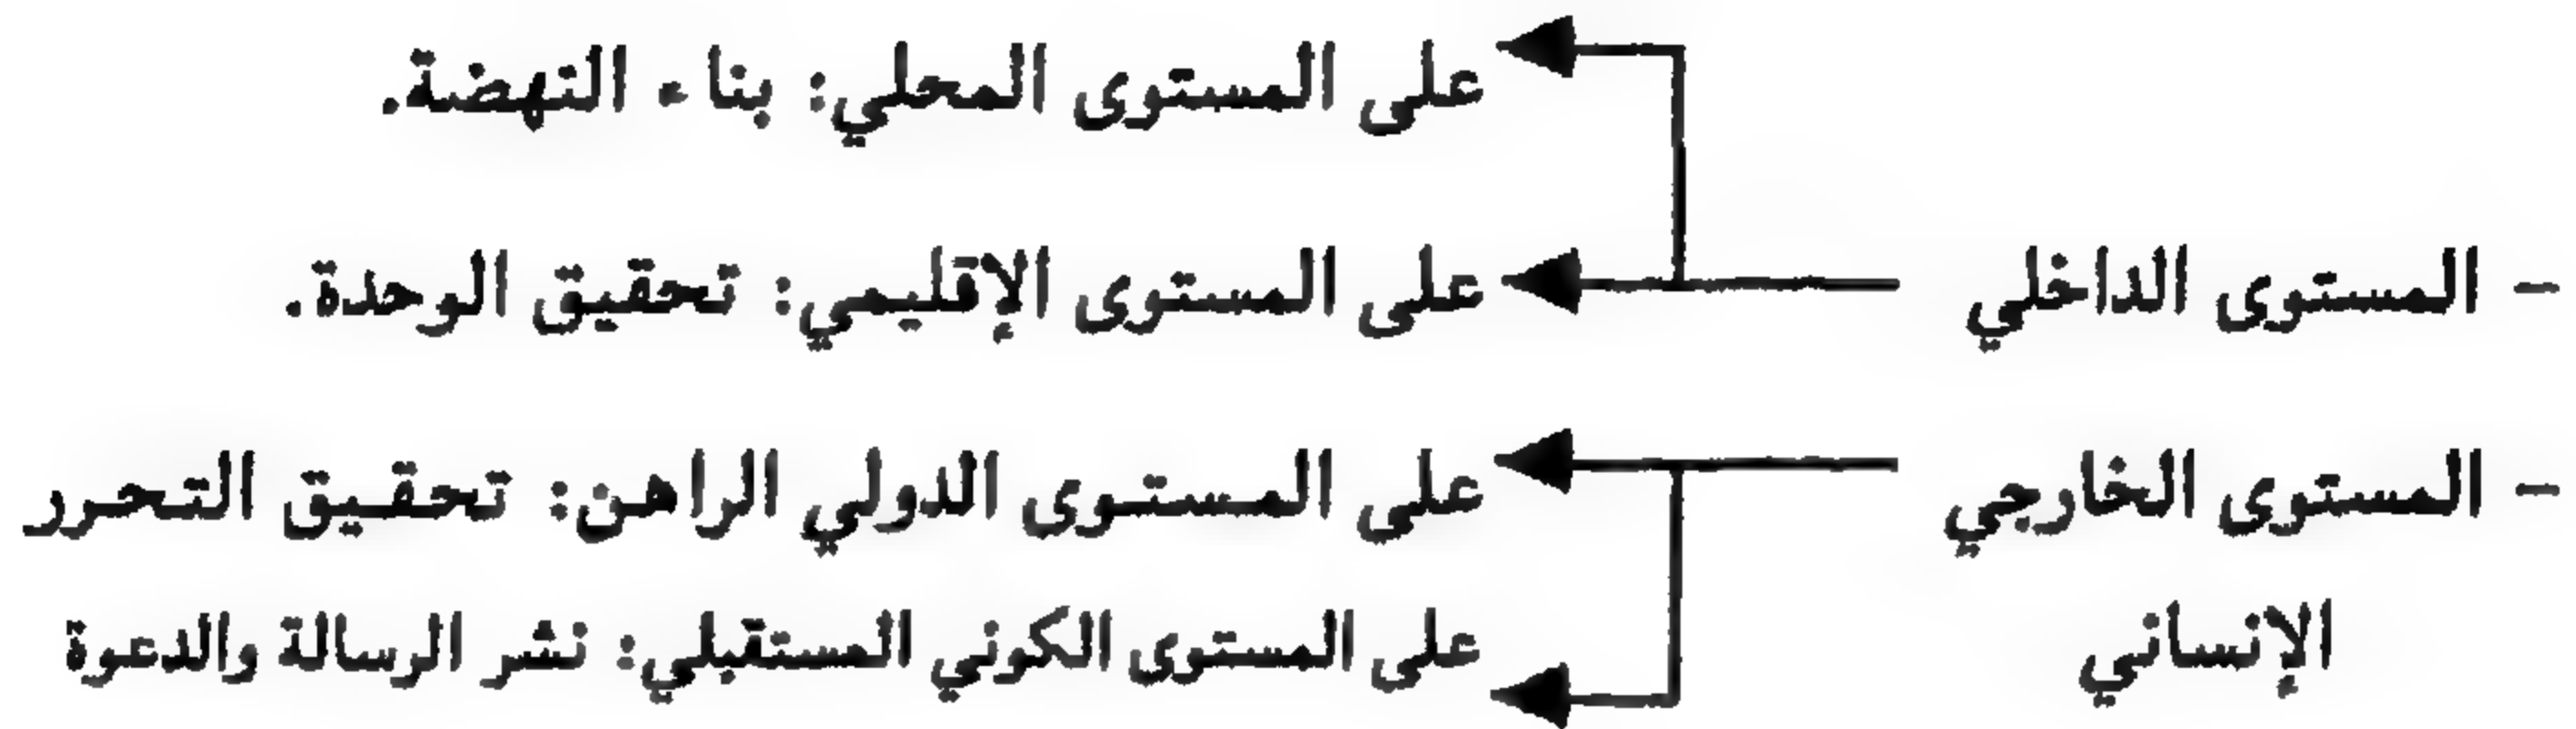 على المستوى المحلي: بناء النهضة.
- المستوى الداخلي
على المستوى الإقليمي: تحقيق الوحدة.
- المستوى الخارجي
على المستوى الدولي الراهن: تحقيق التحرر
الإنساني
على المستوى الكوني المستقبلي: نشر الرسالة والدعوة